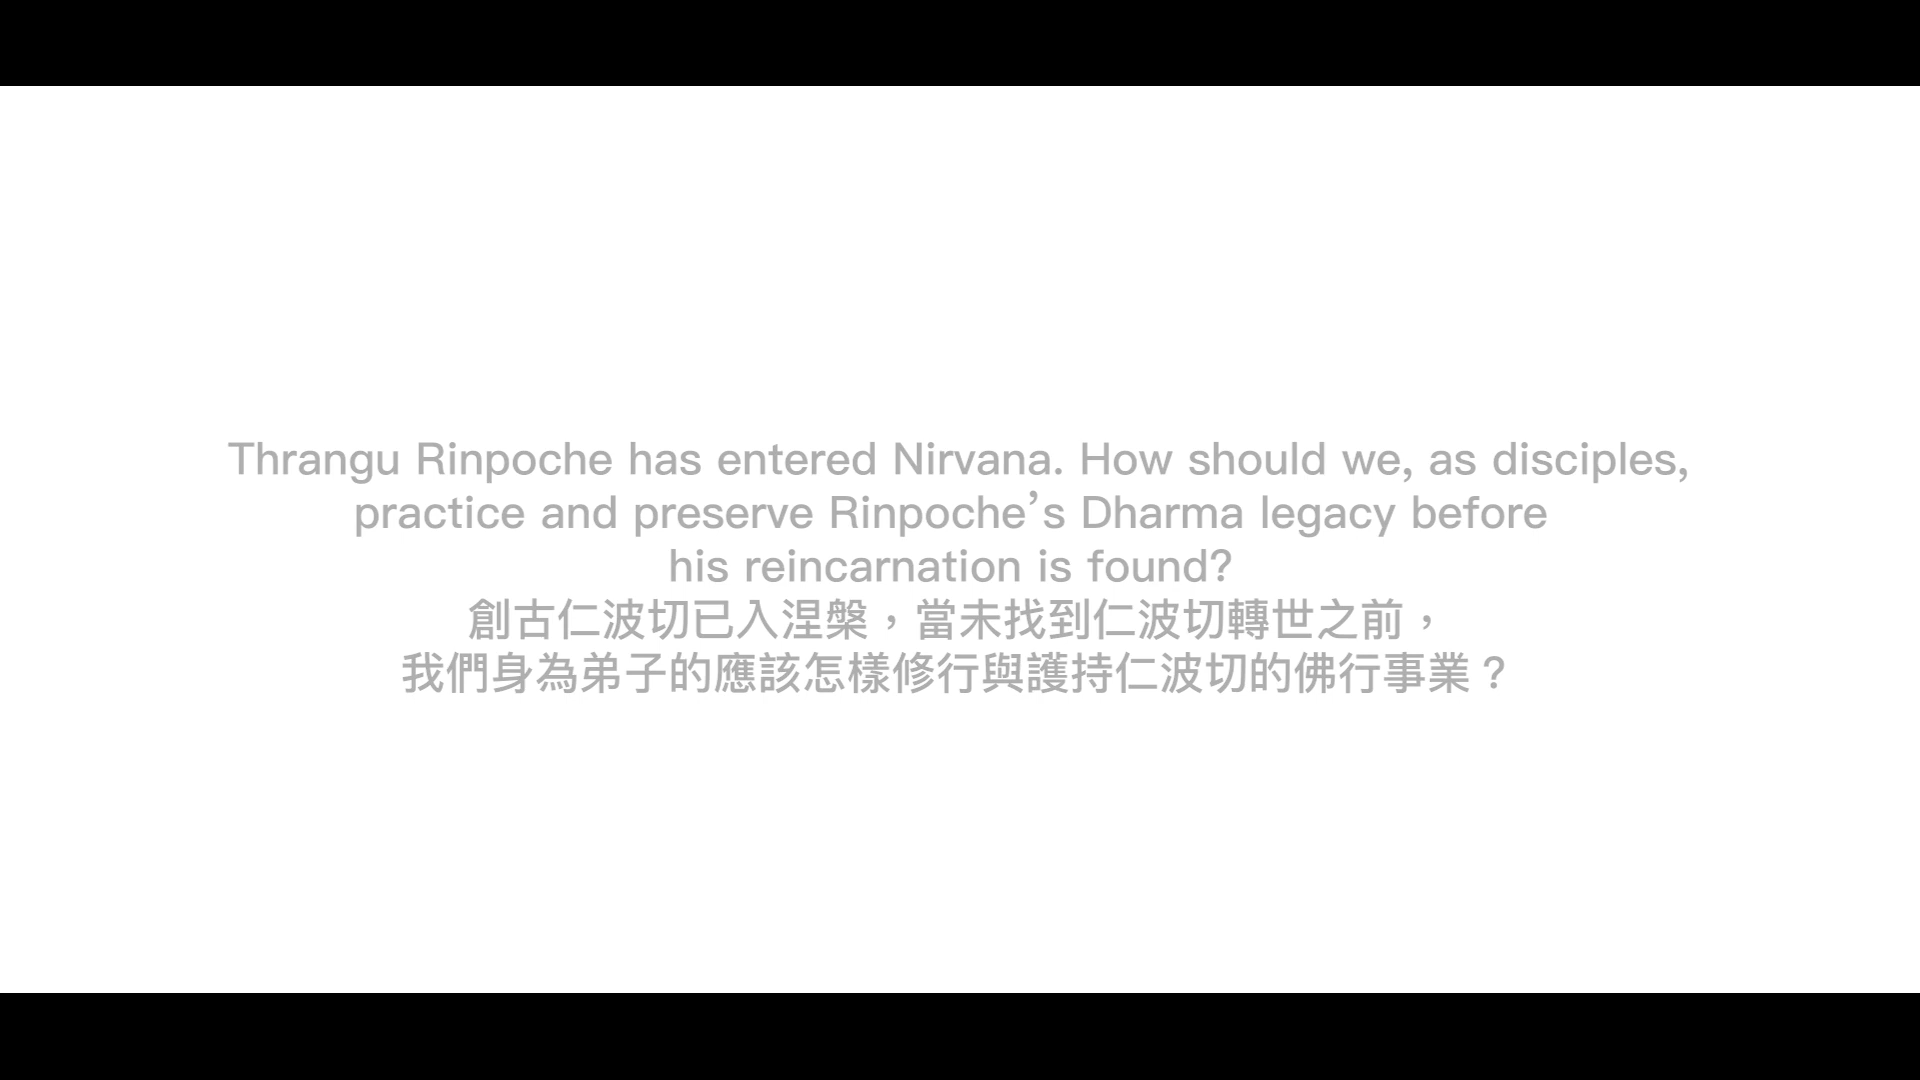 Thrangu Rinpoche has entered Nirvana. How should we, as disciples,
practice and preserve Rinpoche’s Dharma legacy before
his reincarnation is found?
創古仁波切已入涅槃，當未找到仁波切轉世之前，
我們身為弟子的應該怎樣修行與護持仁波切的佛行事業？